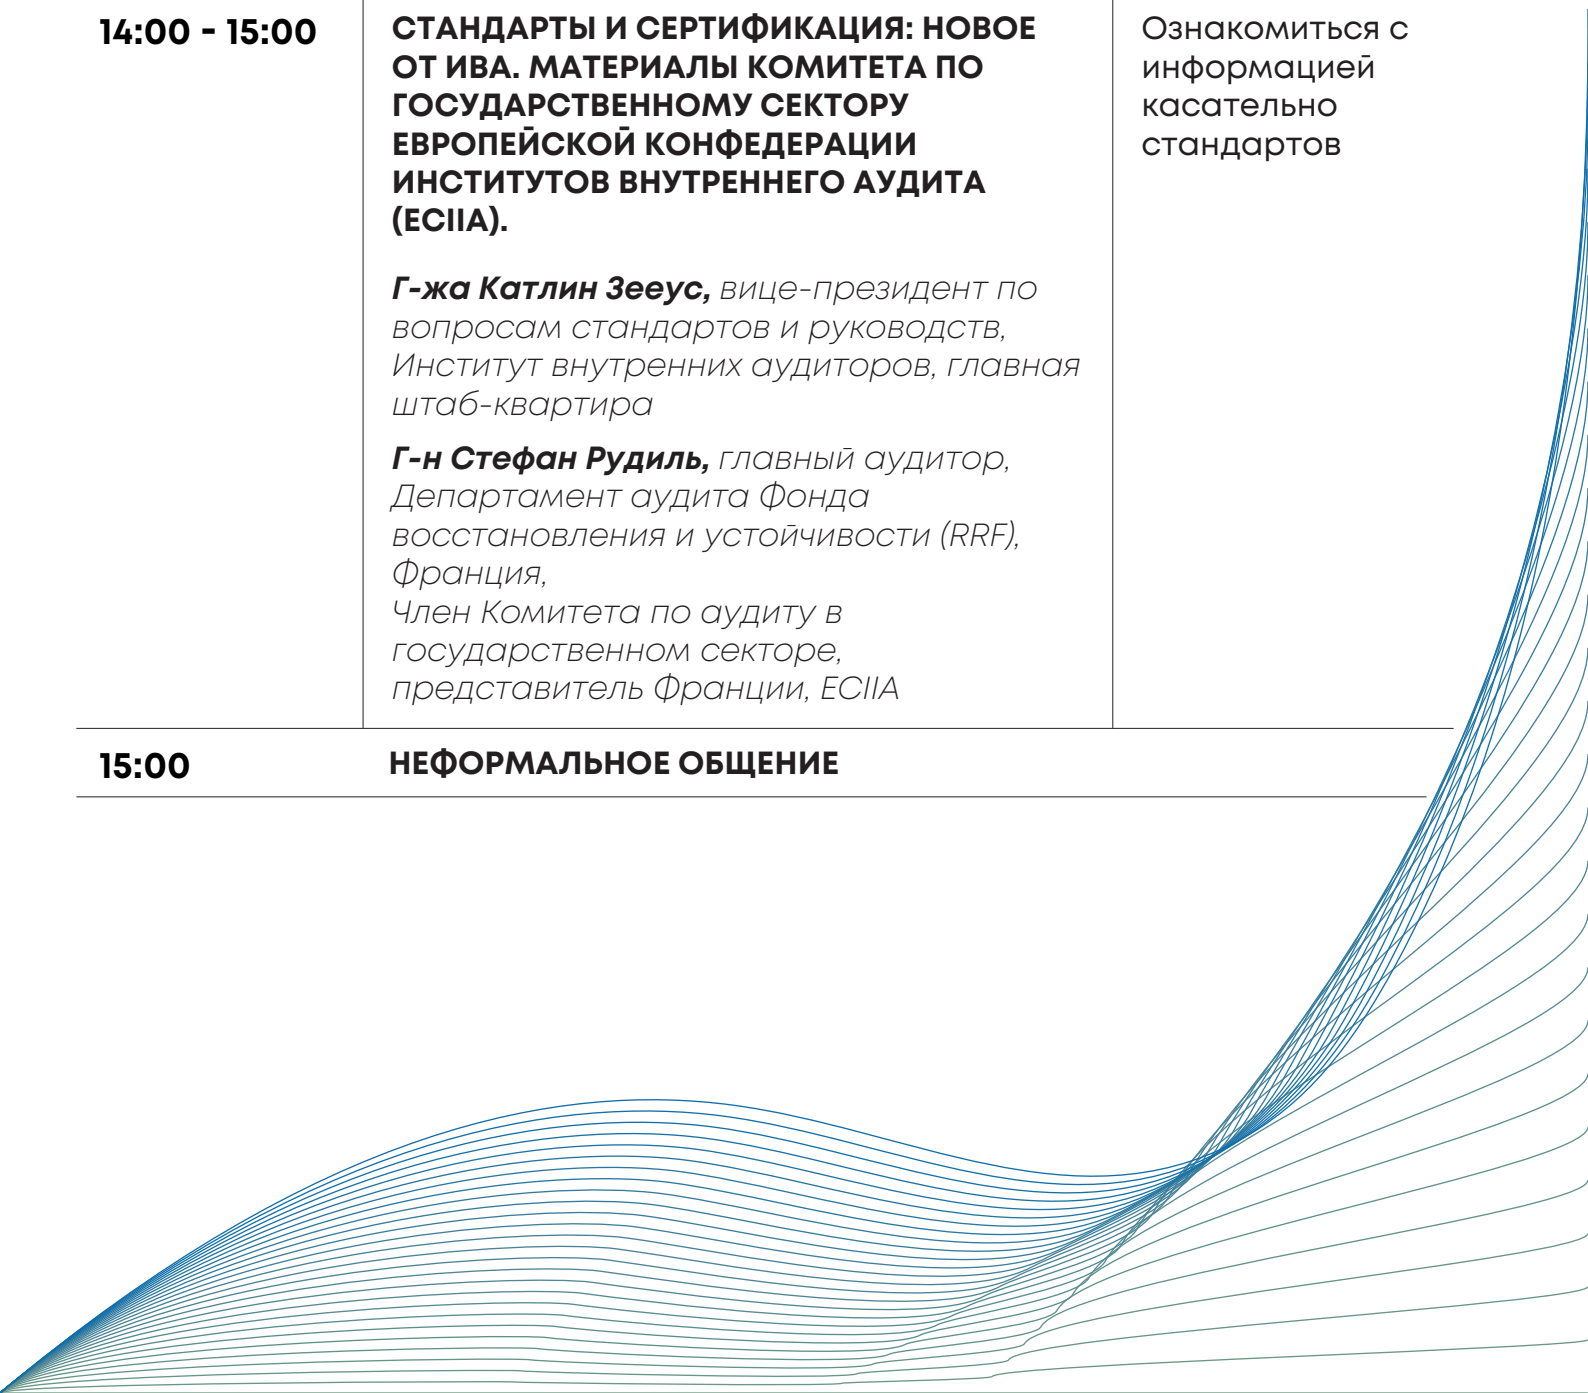 14:00 - 15:00
СТАНДАРТЫ И СЕРТИФИКАЦИЯ: НОВОЕ
ОТ ИВА. МАТЕРИАЛЫ КОМИТЕТА ПО
ГОСУДАРСТВЕННОМУ СЕКТОРУ
ЕВРОПЕЙСКОЙ КОНФЕДЕРАЦИИ
ИНСТИТУТОВ ВНУТРЕННЕГО АУДИТА
(ECIIA).
Г-жа Катлин Зееус, вице-президент по
вопросам стандартов и руководств,
Институт внутренних аудиторов, главная
штаб-квартира
Г-н Стефан Рудиль, главный аудитор,
Департамент аудита Фонда
восстановления и устойчивости (RRF),
Франция,
Член Комитета по аудиту в
государственном секторе,
представитель Франции, ECIIA
Ознакомиться с
информацией
касательно
стандартов
15:00
НЕФОРМАЛЬНОЕ ОБЩЕНИЕ